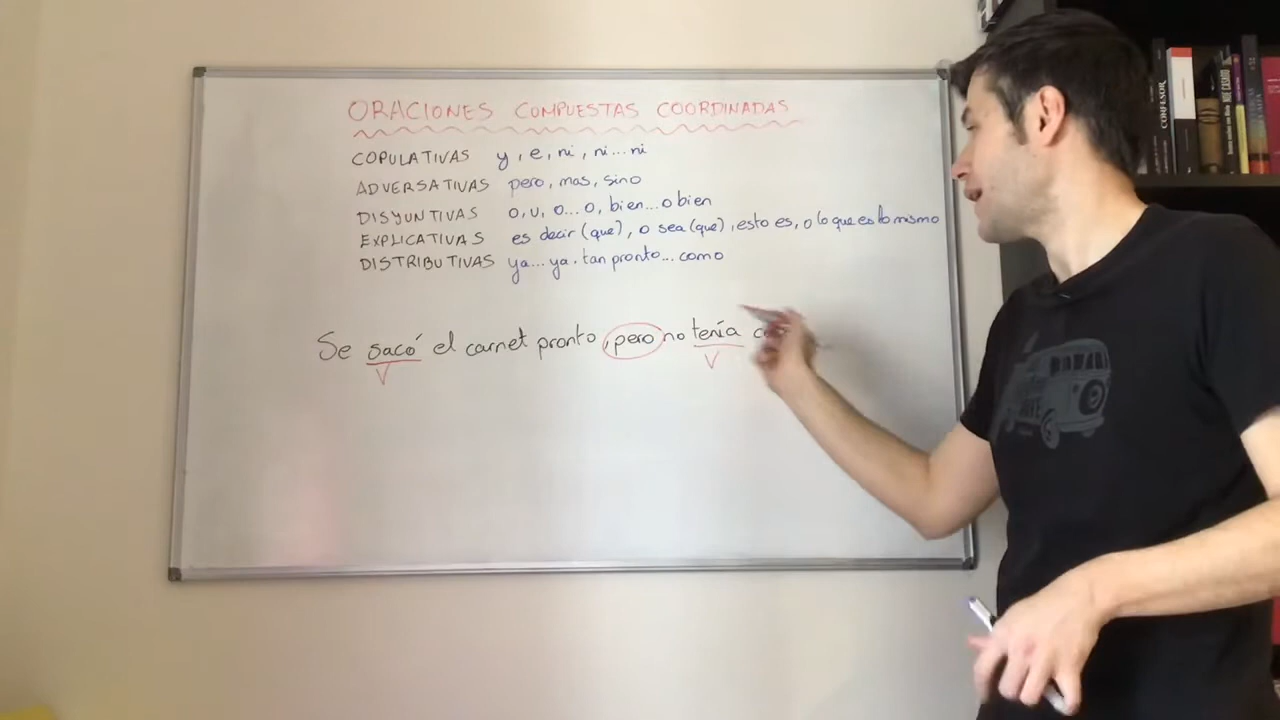 ORACIONES COMPUESTAS COORDINADAS
COPULATIVAS y, e, ni, ni...ni
ADVERSATIVAS pero, mas, sino
DISYUNTIVAS o, u, o...o, bien...o bien
EXPLICATIVAS es decir (que), o sea (que), esto es, o lo que es lo mismo
DISTRIBUTIVAS ya...ya. tan pronto...como
Se sacó el carnet pronto, pero no tenía
V V
CONFESOR